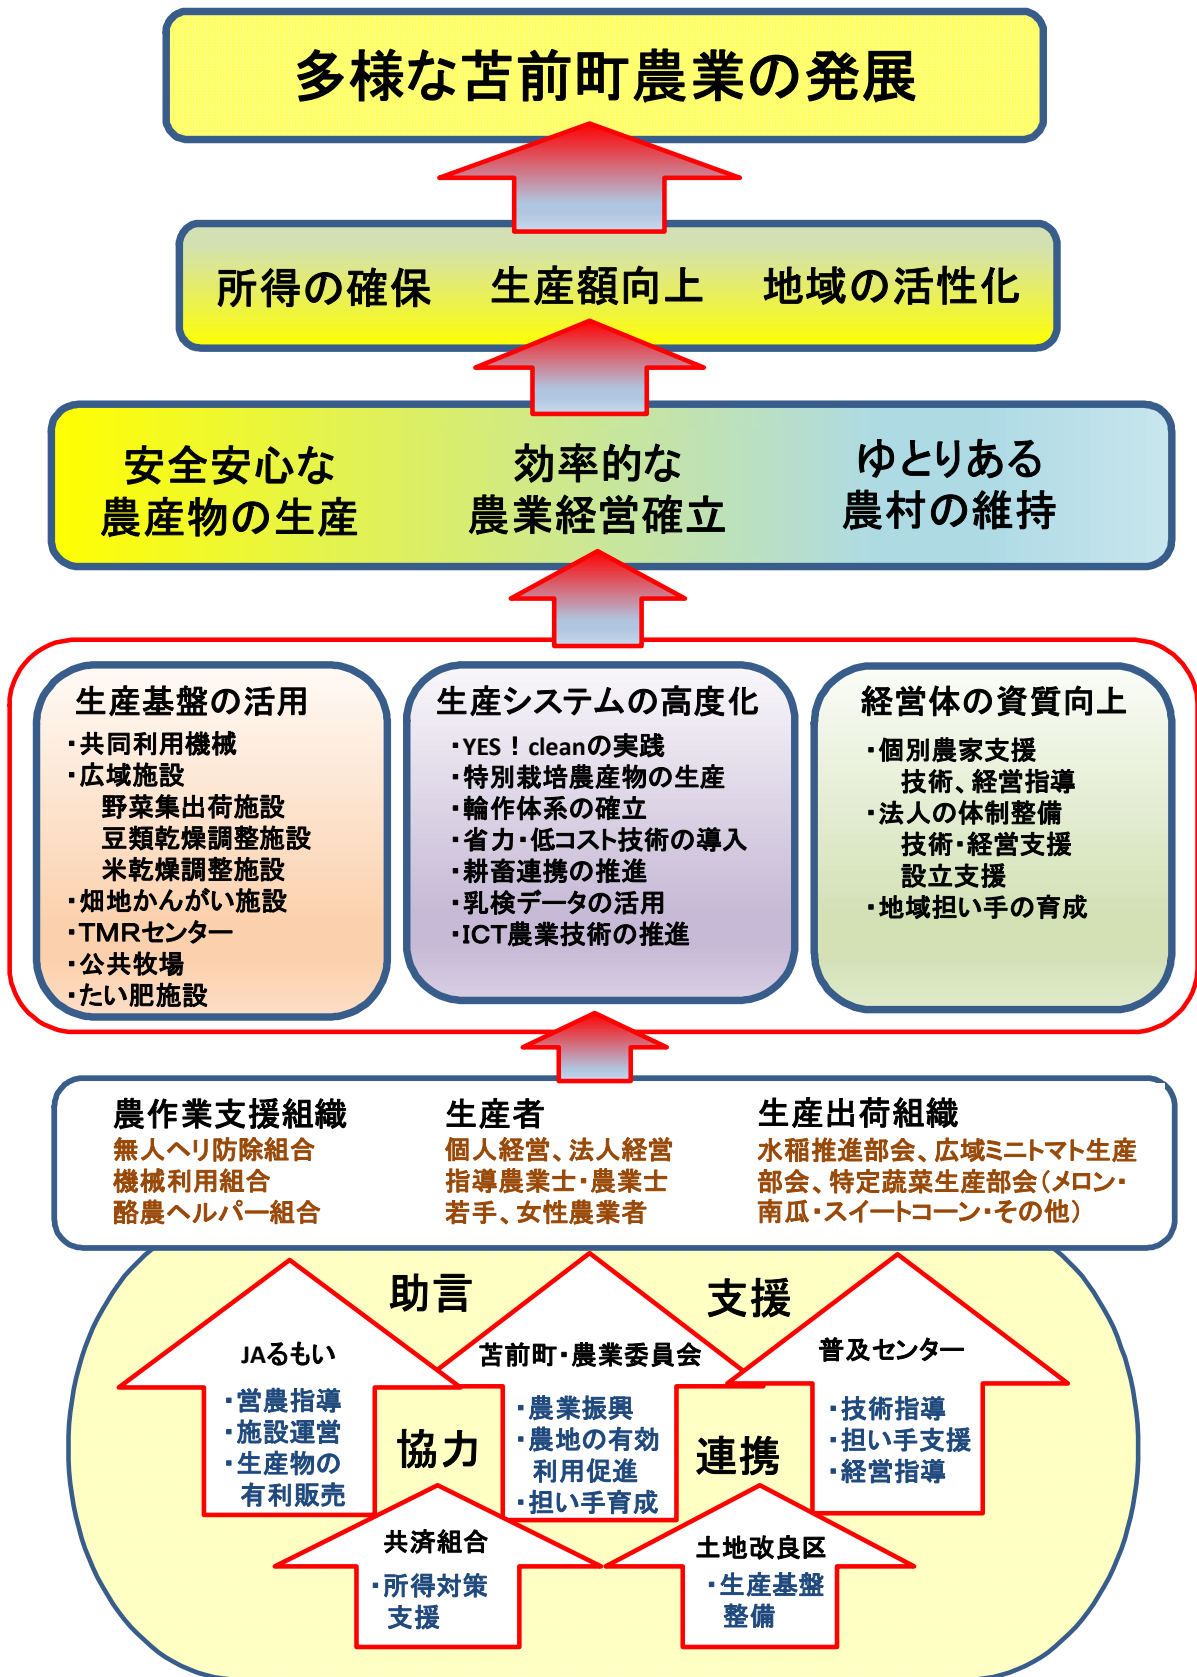 多様な苫前町農業の発展
所得の確保 生産額向上 地域の活性化
安全安心な
農産物の生産
効率的な
農業経営確立
ゆとりある
農村の維持
生産基盤の活用
・共同利用機械
・広域施設
野菜集出荷施設
豆類乾燥調整施設
米乾燥調整施設
・畑地かんがい施設
・TMRセンター
・公共牧場
・たい肥施設
生産システムの高度化
・YES！cleanの実践
・特別栽培農産物の生産
・輪作体系の確立
・省力・低コスト技術の導入
・耕畜連携の推進
・乳検データの活用
・ICT農業技術の推進
経営体の資質向上
・個別農家支援
技術、経営指導
・法人の体制整備
技術・経営支援
設立支援
・地域担い手の育成
農作業支援組織
無人ヘリ防除組合
機械利用組合
酪農ヘルパー組合
生産者
個人経営、法人経営
指導農業士・農業士
若手、女性農業者
生産出荷組織
水稲推進部会、広域ミニトマト生産
部会、特定蔬菜生産部会（メロン・
南瓜・スイートコーン・その他）
助言
支援
JAるもい
・営農指導
・施設運営
・生産物の
有利販売
苫前町・農業委員会
・農業振興
・農地の有効
利用促進
・担い手育成
普及センター
・技術指導
・担い手支援
・経営指導
協力
連携
共済組合
・所得対策
支援
土地改良区
・生産基盤
整備